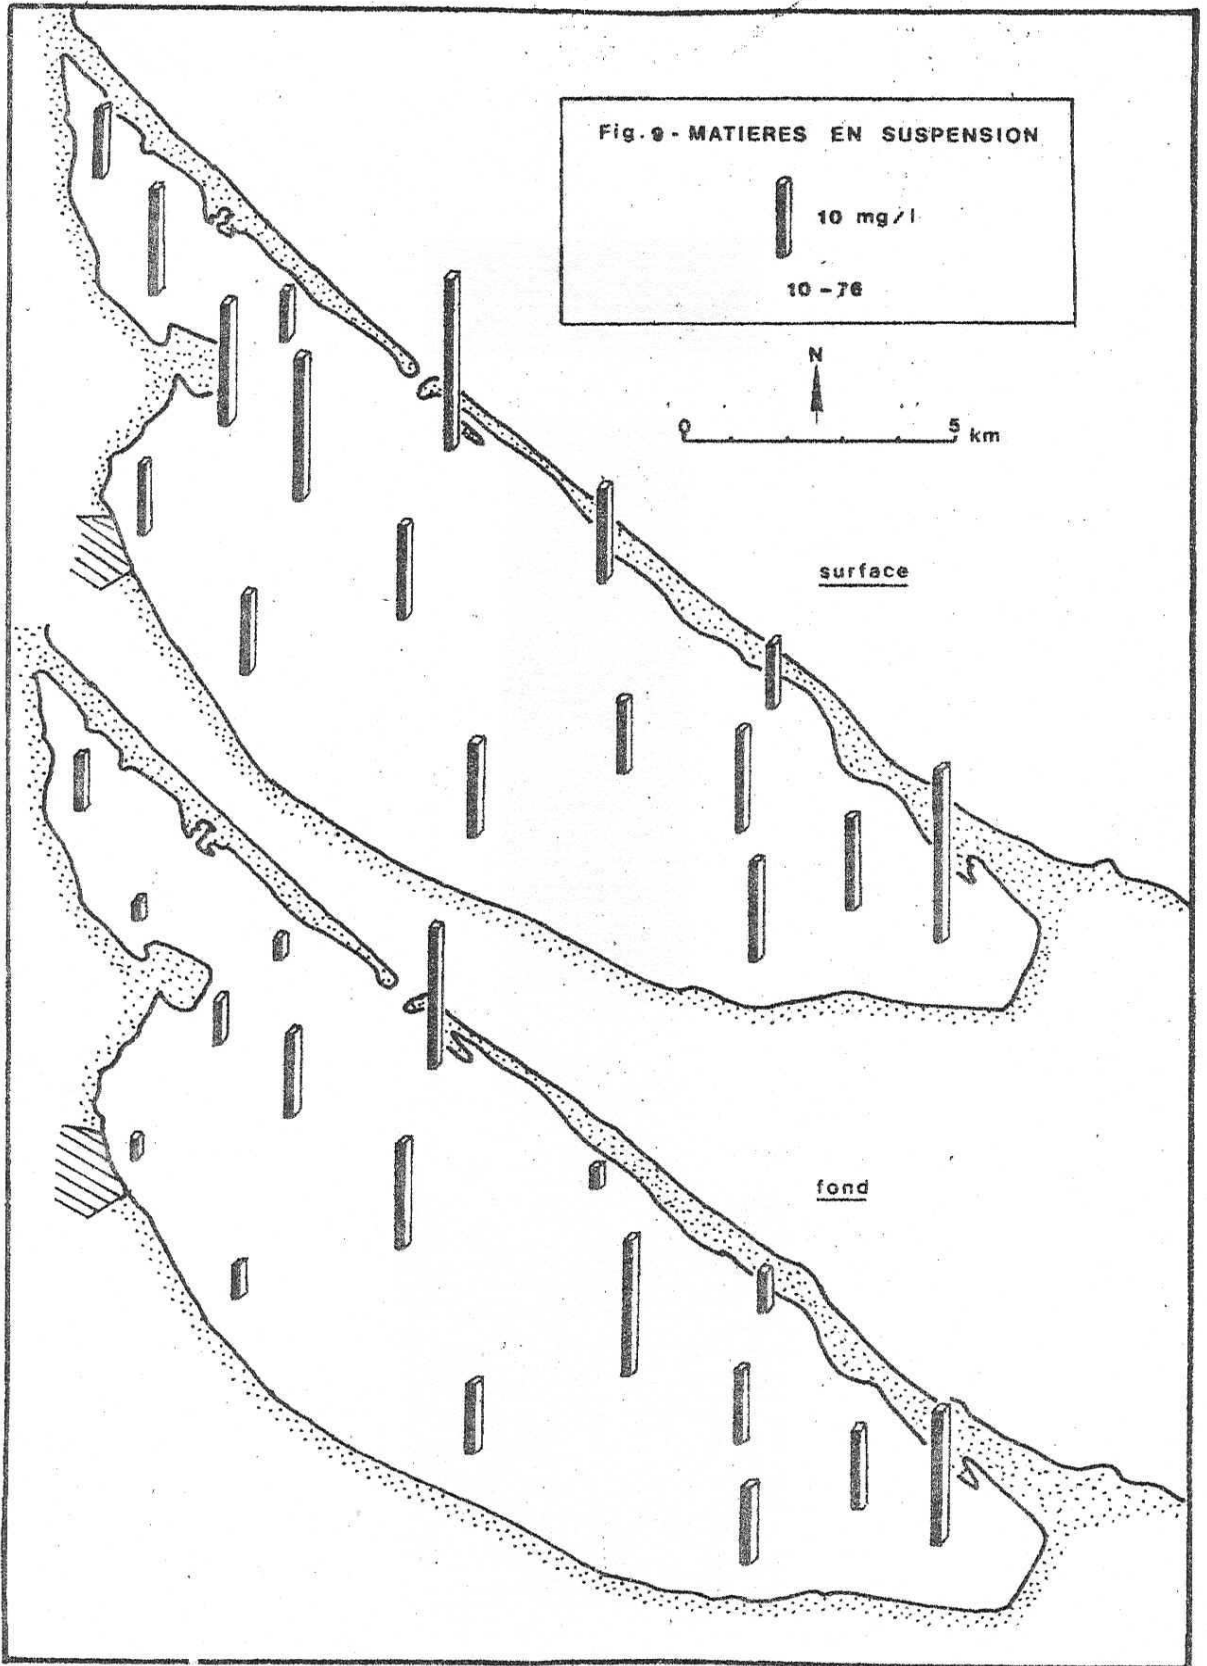 Fig. 9 - MATIERES EN SUSPENSION
10 mg/l
10 - 76
N
0 5 km
surface
fond